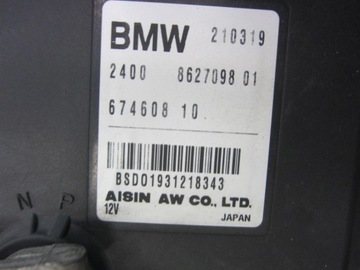 BMW 210319
2400 8627098 01
674608 10
BSD01931218343
AISIN AW CO., LTD.
12V JAPAN
N P